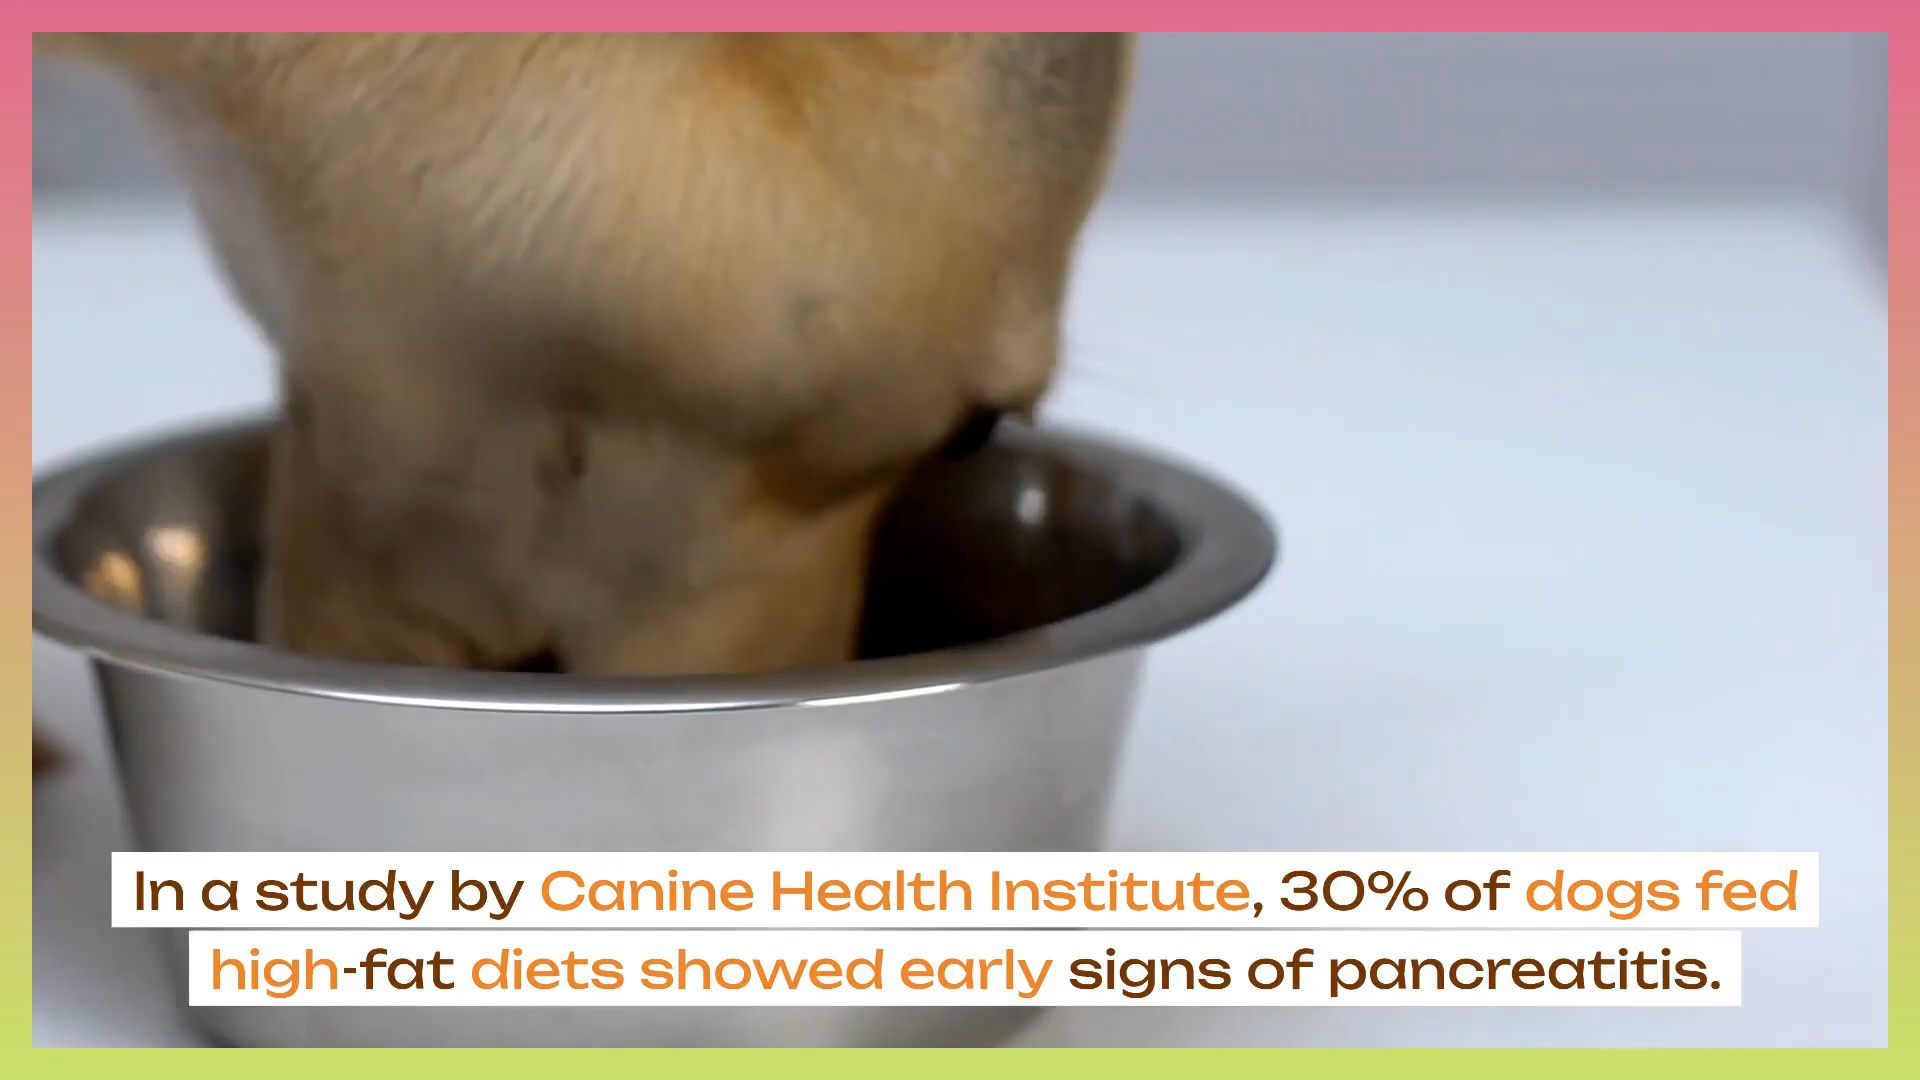 In a study by Canine Health Institute, 30% of dogs fed
high-fat diets showed early signs of pancreatitis.